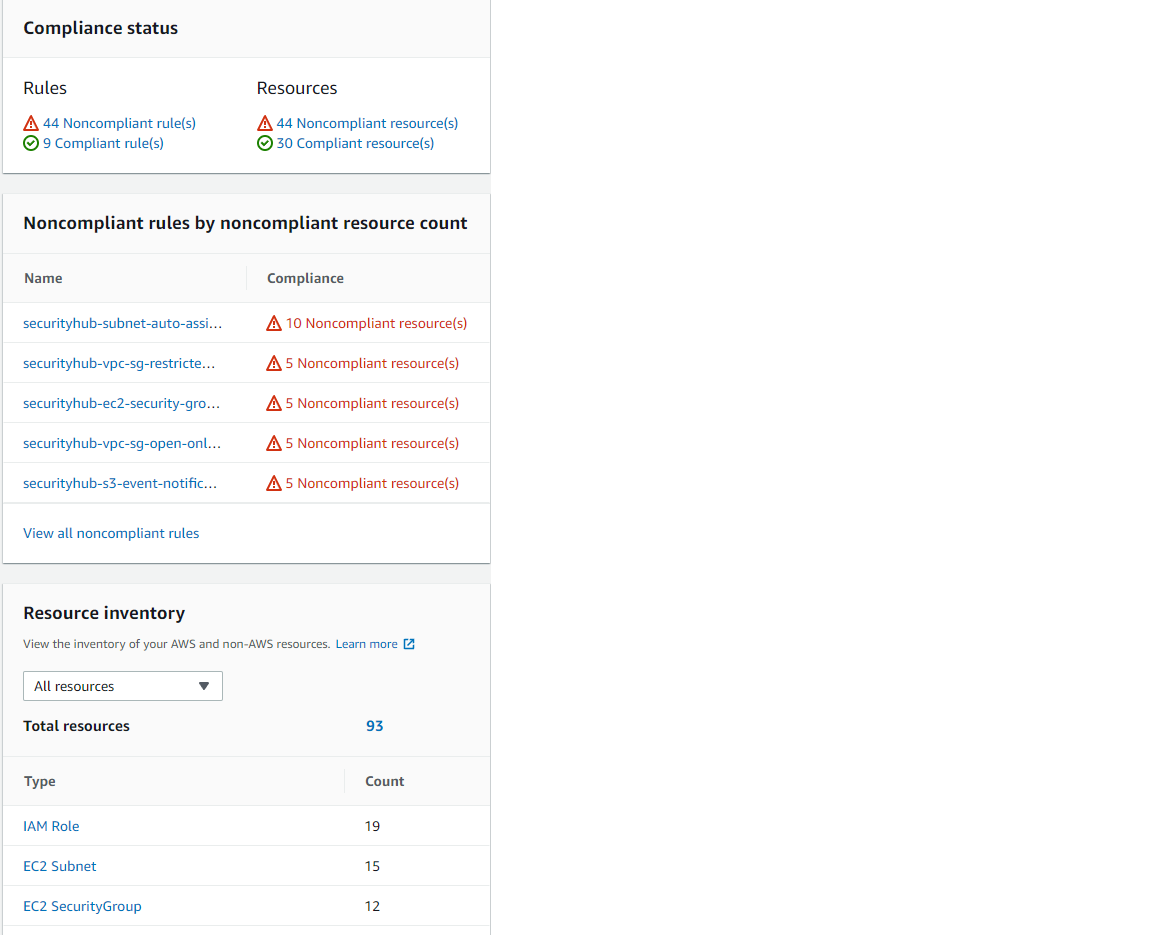 Compliance status
Rules Resources
44 Noncompliant rule(s) 44 Noncompliant resource(s)
9 Compliant rule(s) 30 Compliant resource(s)
Noncompliant rules by noncompliant resource count
Name Compliance
securityhub-subnet-auto-assi... 10 Noncompliant resource(s)
securityhub-vpc-sg-restricte... 5 Noncompliant resource(s)
securityhub-ec2-security-gro... 5 Noncompliant resource(s)
securityhub-vpc-sg-open-onl... 5 Noncompliant resource(s)
securityhub-s3-event-notific... 5 Noncompliant resource(s)
View all noncompliant rules
Resource inventory
View the inventory of your AWS and non-AWS resources. Learn more
All resources
Total resources 93
Type Count
IAM Role 19
EC2 Subnet 15
EC2 SecurityGroup 12